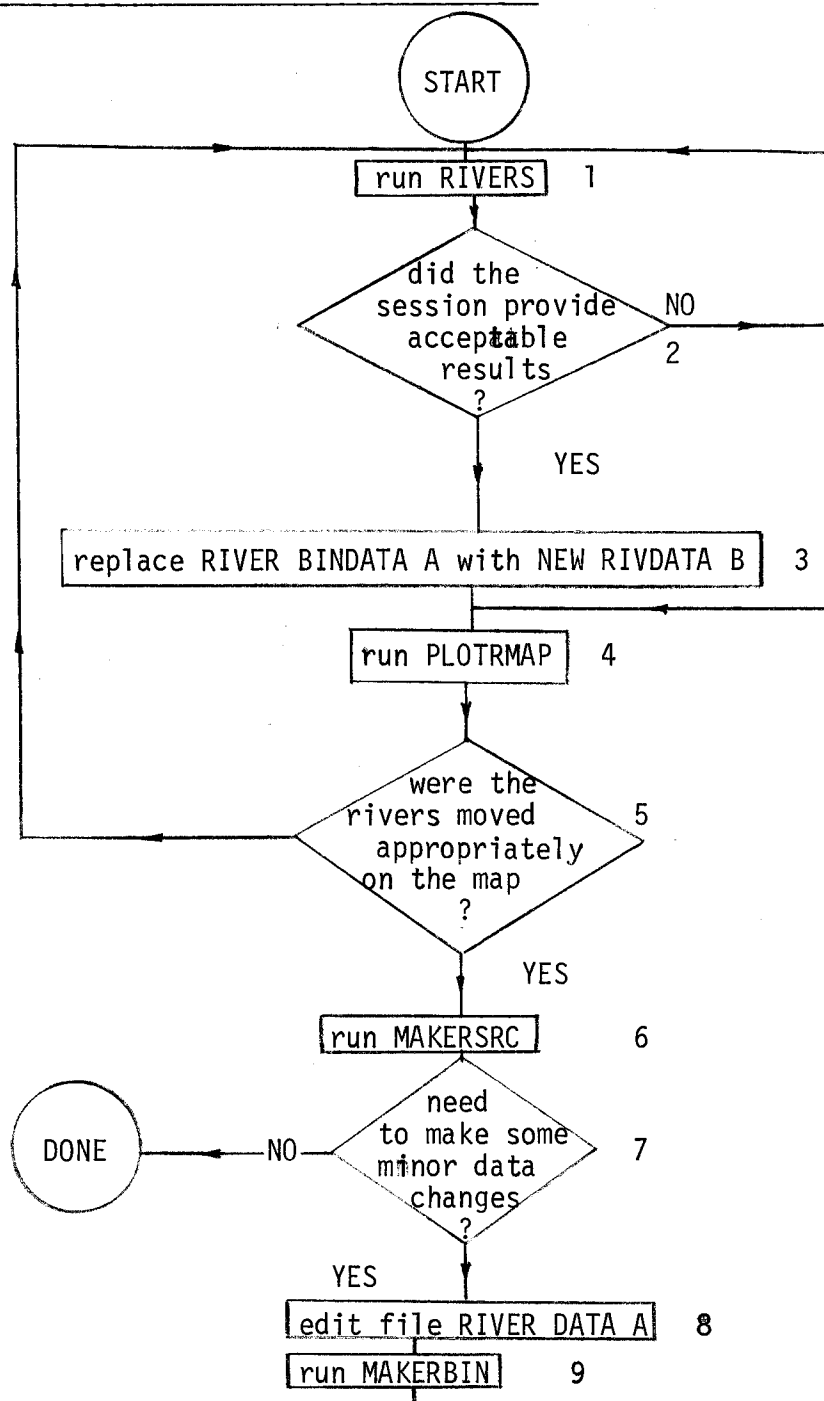 START
run RIVERS 1
did the
session provide
acceptable
results
?
NO
2
YES
replace RIVER BINDATA A with NEW RIVDATA B 3
run PLOTRMAP 4
were the
rivers moved
appropriately
on the map
?
5
YES
run MAKERSRC 6
need
to make some
minor data
changes
?
7
NO
DONE
YES
edit file RIVER DATA A 8
run MAKERBIN 9